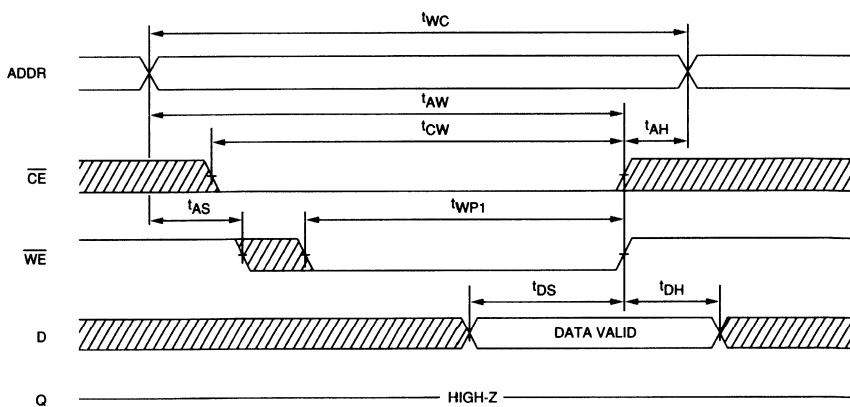 tWC
ADDR
tAW
tCW
tAH
CE
tAS
tWP1
WE
tDS
tDH
D
DATA VALID
Q
HIGH-Z